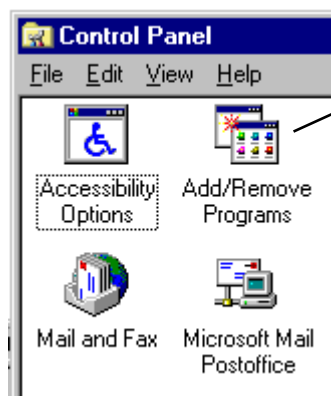 Control Panel
File Edit View Help
Accessibility Options
Add/Remove Programs
Mail and Fax
Microsoft Mail Postoffice